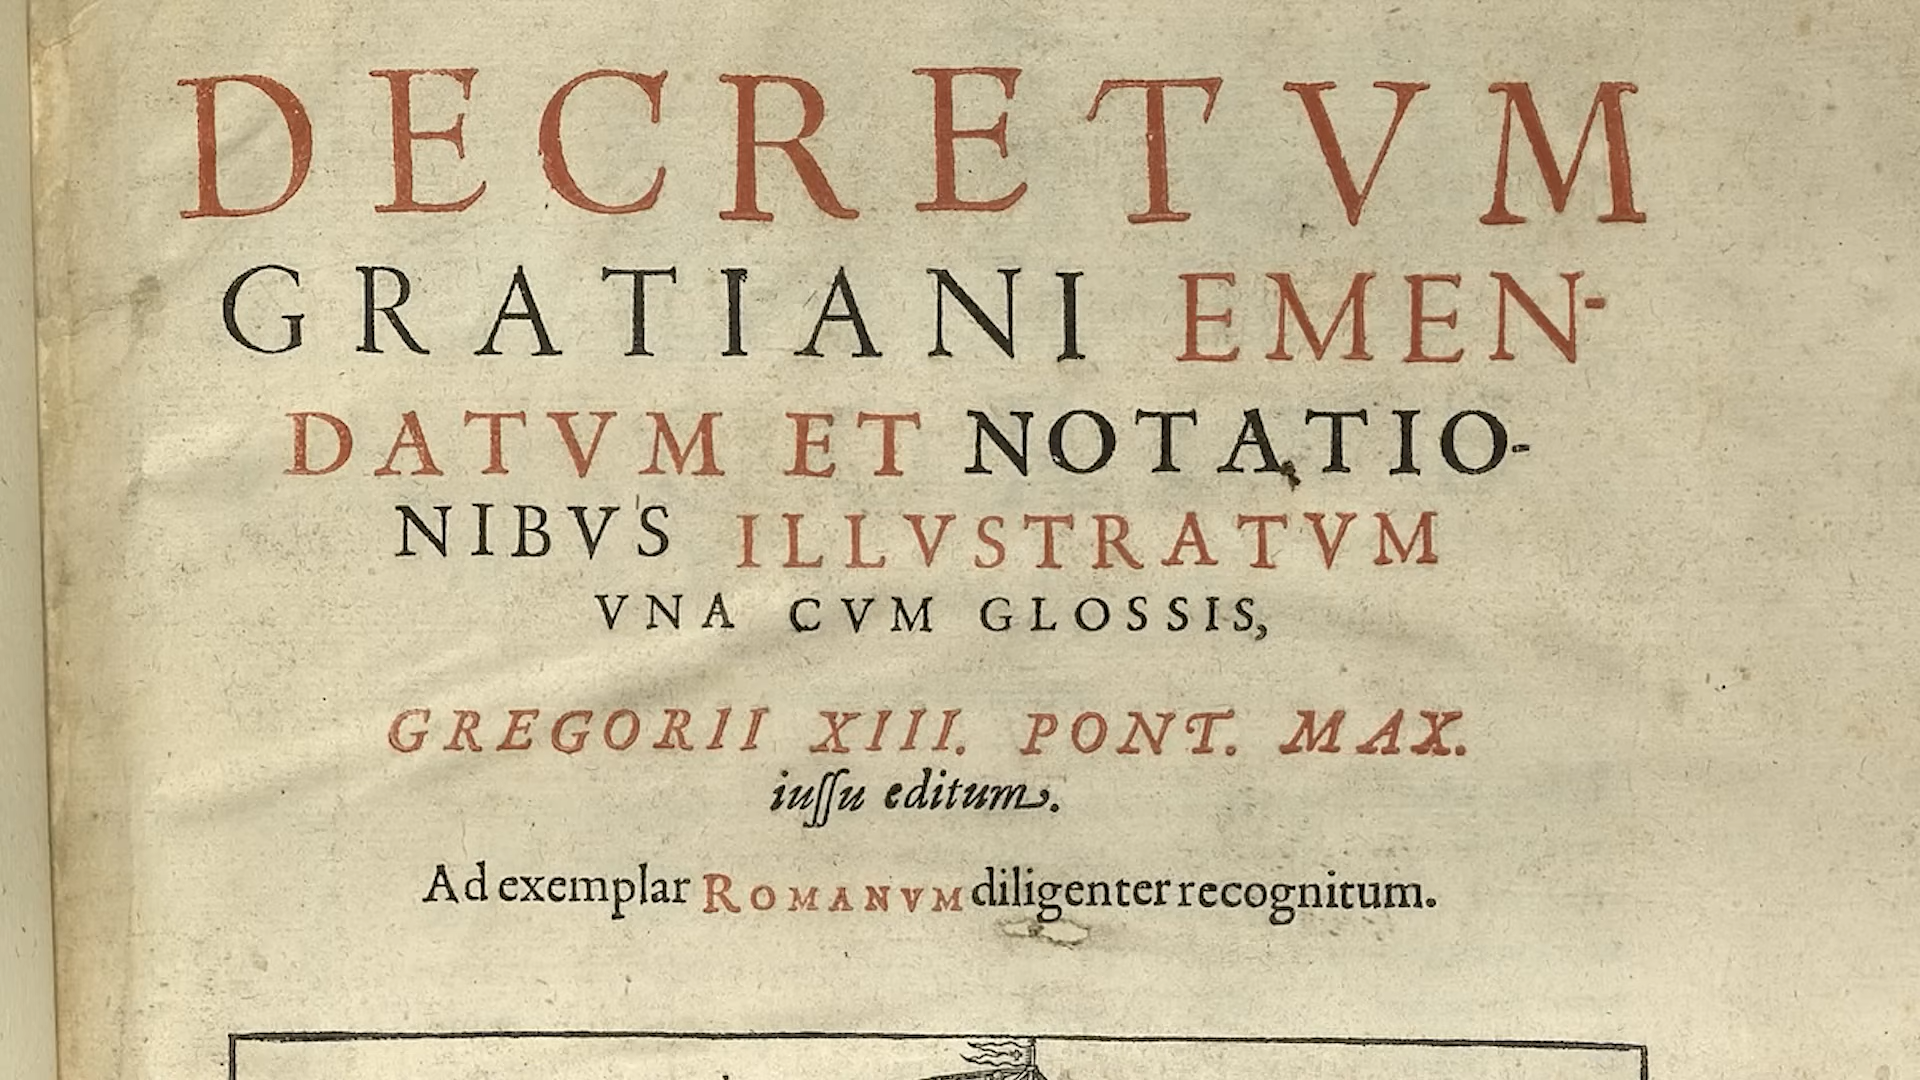 DECRETVM
GRATIANI EMEN-
DATVM ET NOTATIO-
NIBVS ILLVSTRATVM
VNA CVM GLOSSIS,
GREGORII XIII. PONT. MAX.
iuſſu editum.
Ad exemplar ROMANVM diligenter recognitum.